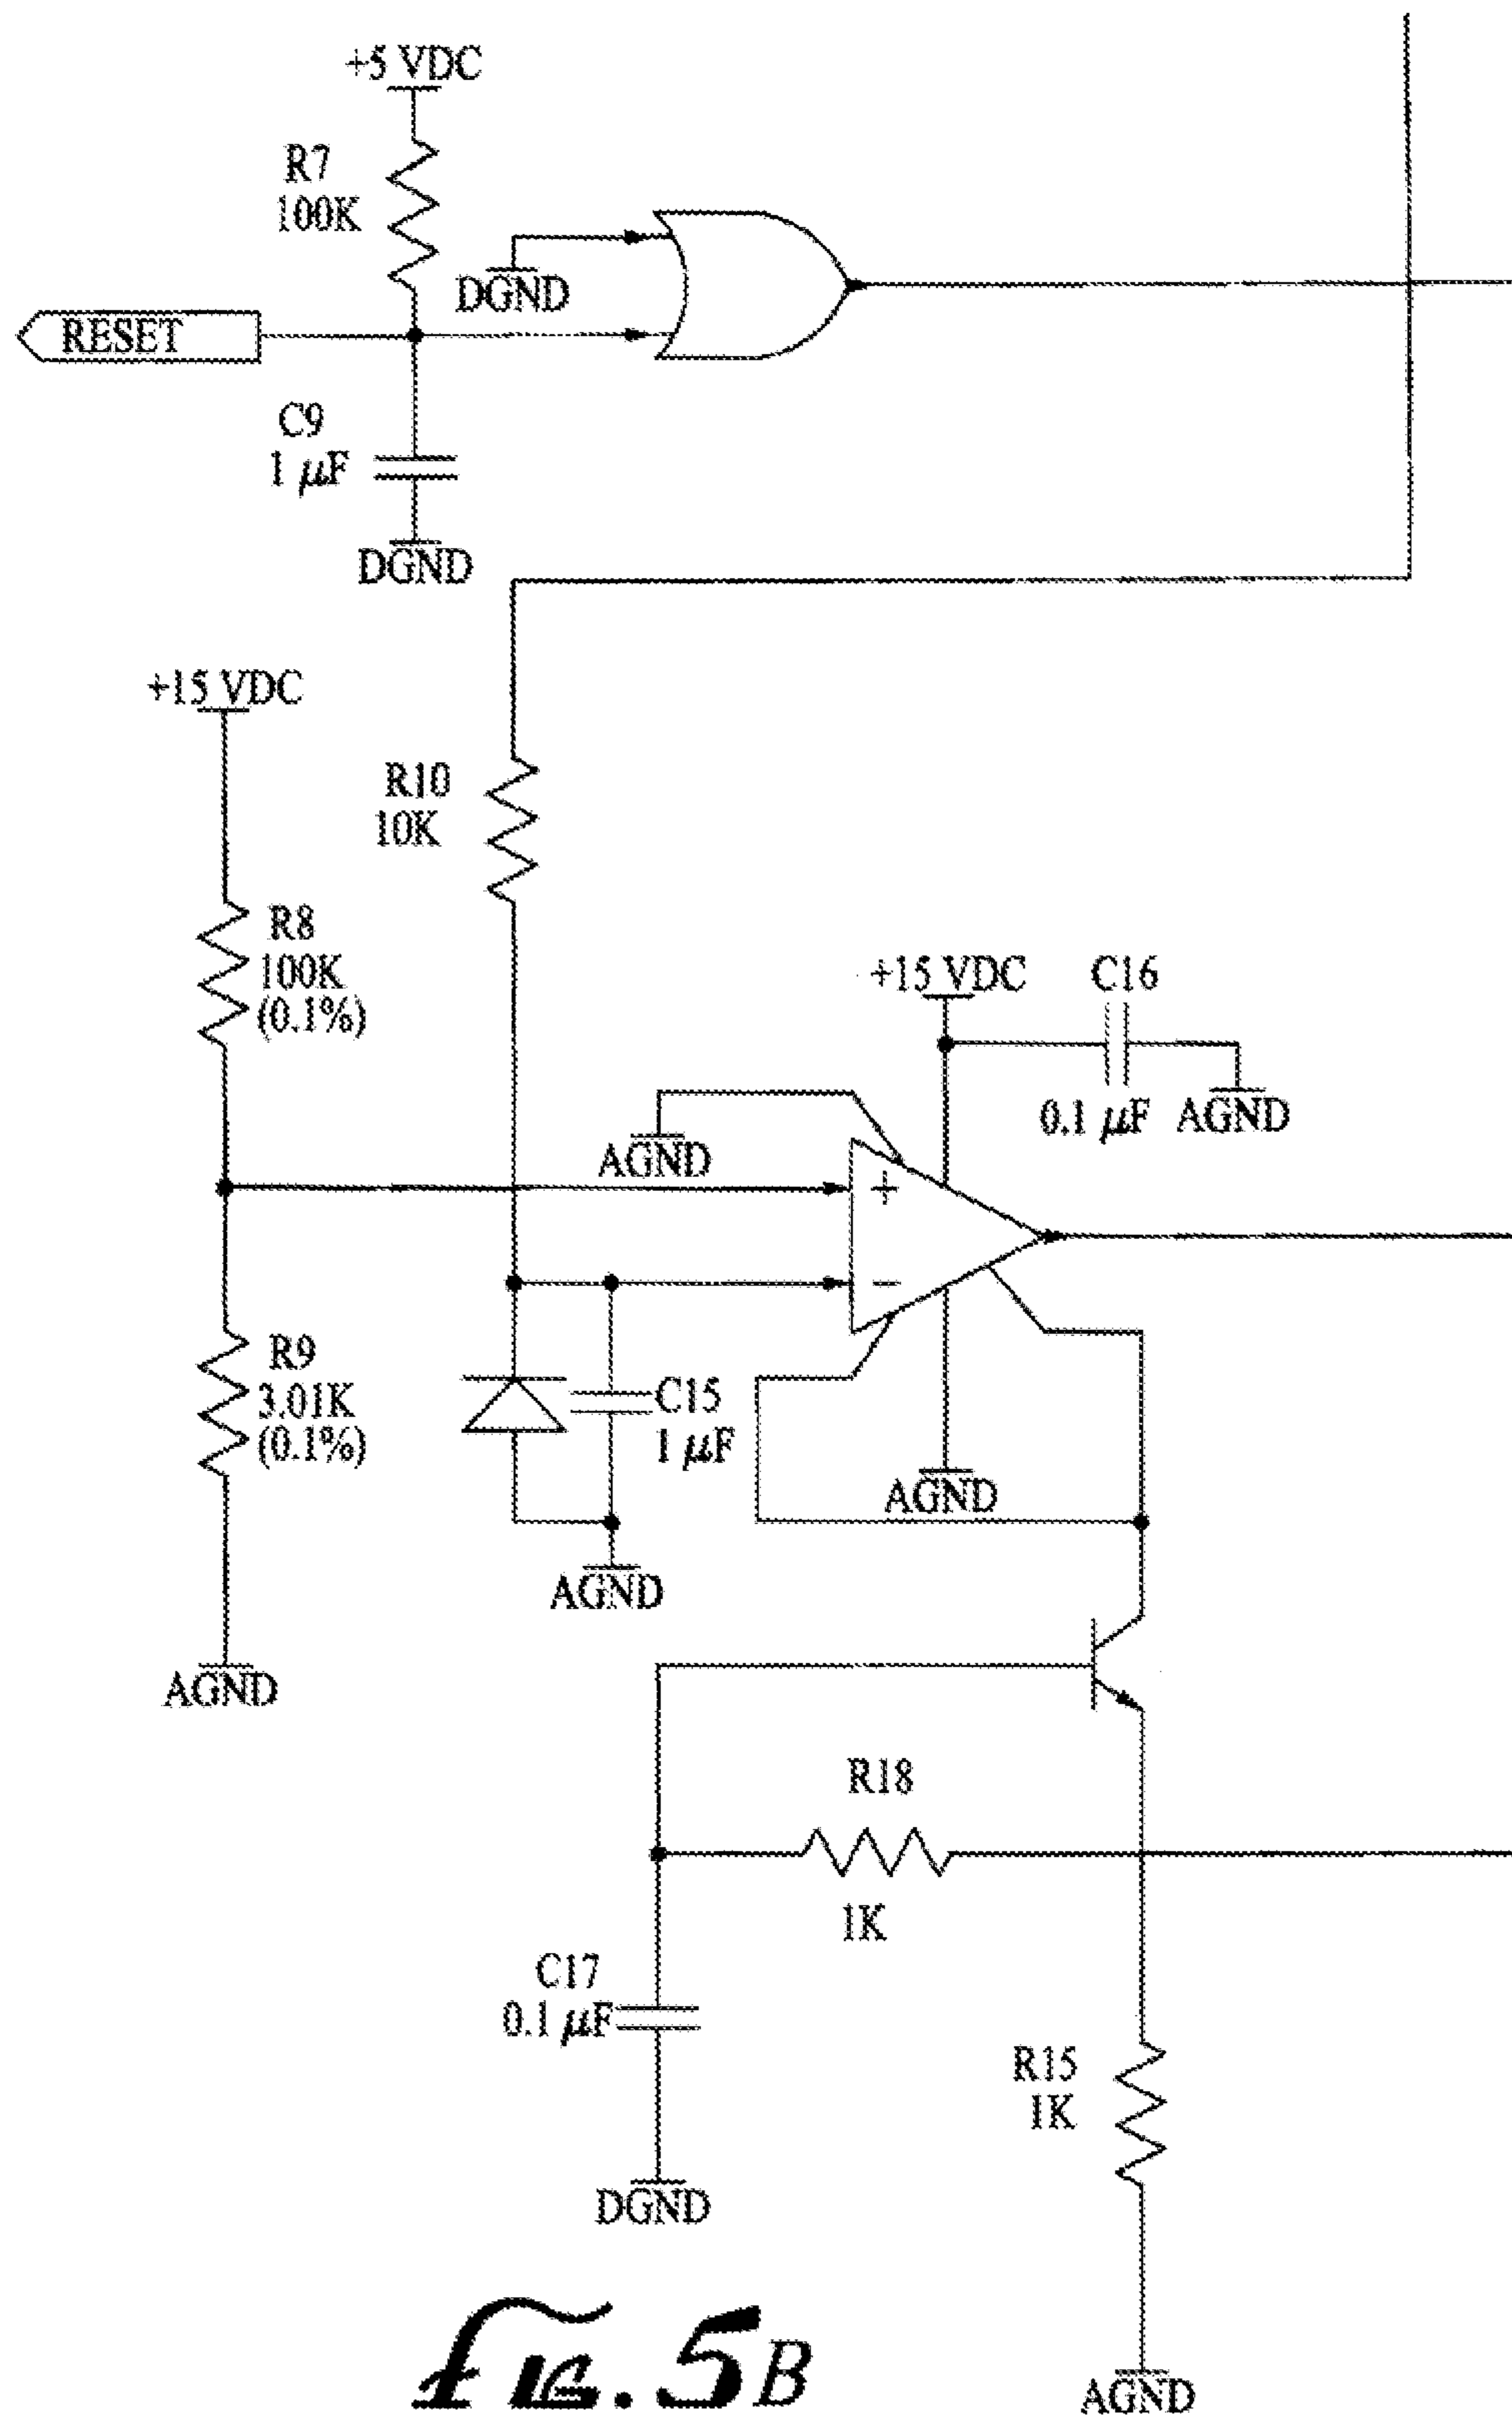 +5 VDC
R7
100K
DGND
RESET
C9
1 μF
DGND
+15 VDC
R10
10K
R8
100K
(0.1%)
+15 VDC
C16
0.1 μF
AGND
AGND
+
−
R9
3.01K
(0.1%)
C15
1 μF
AGND
AGND
AGND
R18
1K
C17
0.1 μF
R15
1K
DGND
AGND
FIG. 5B